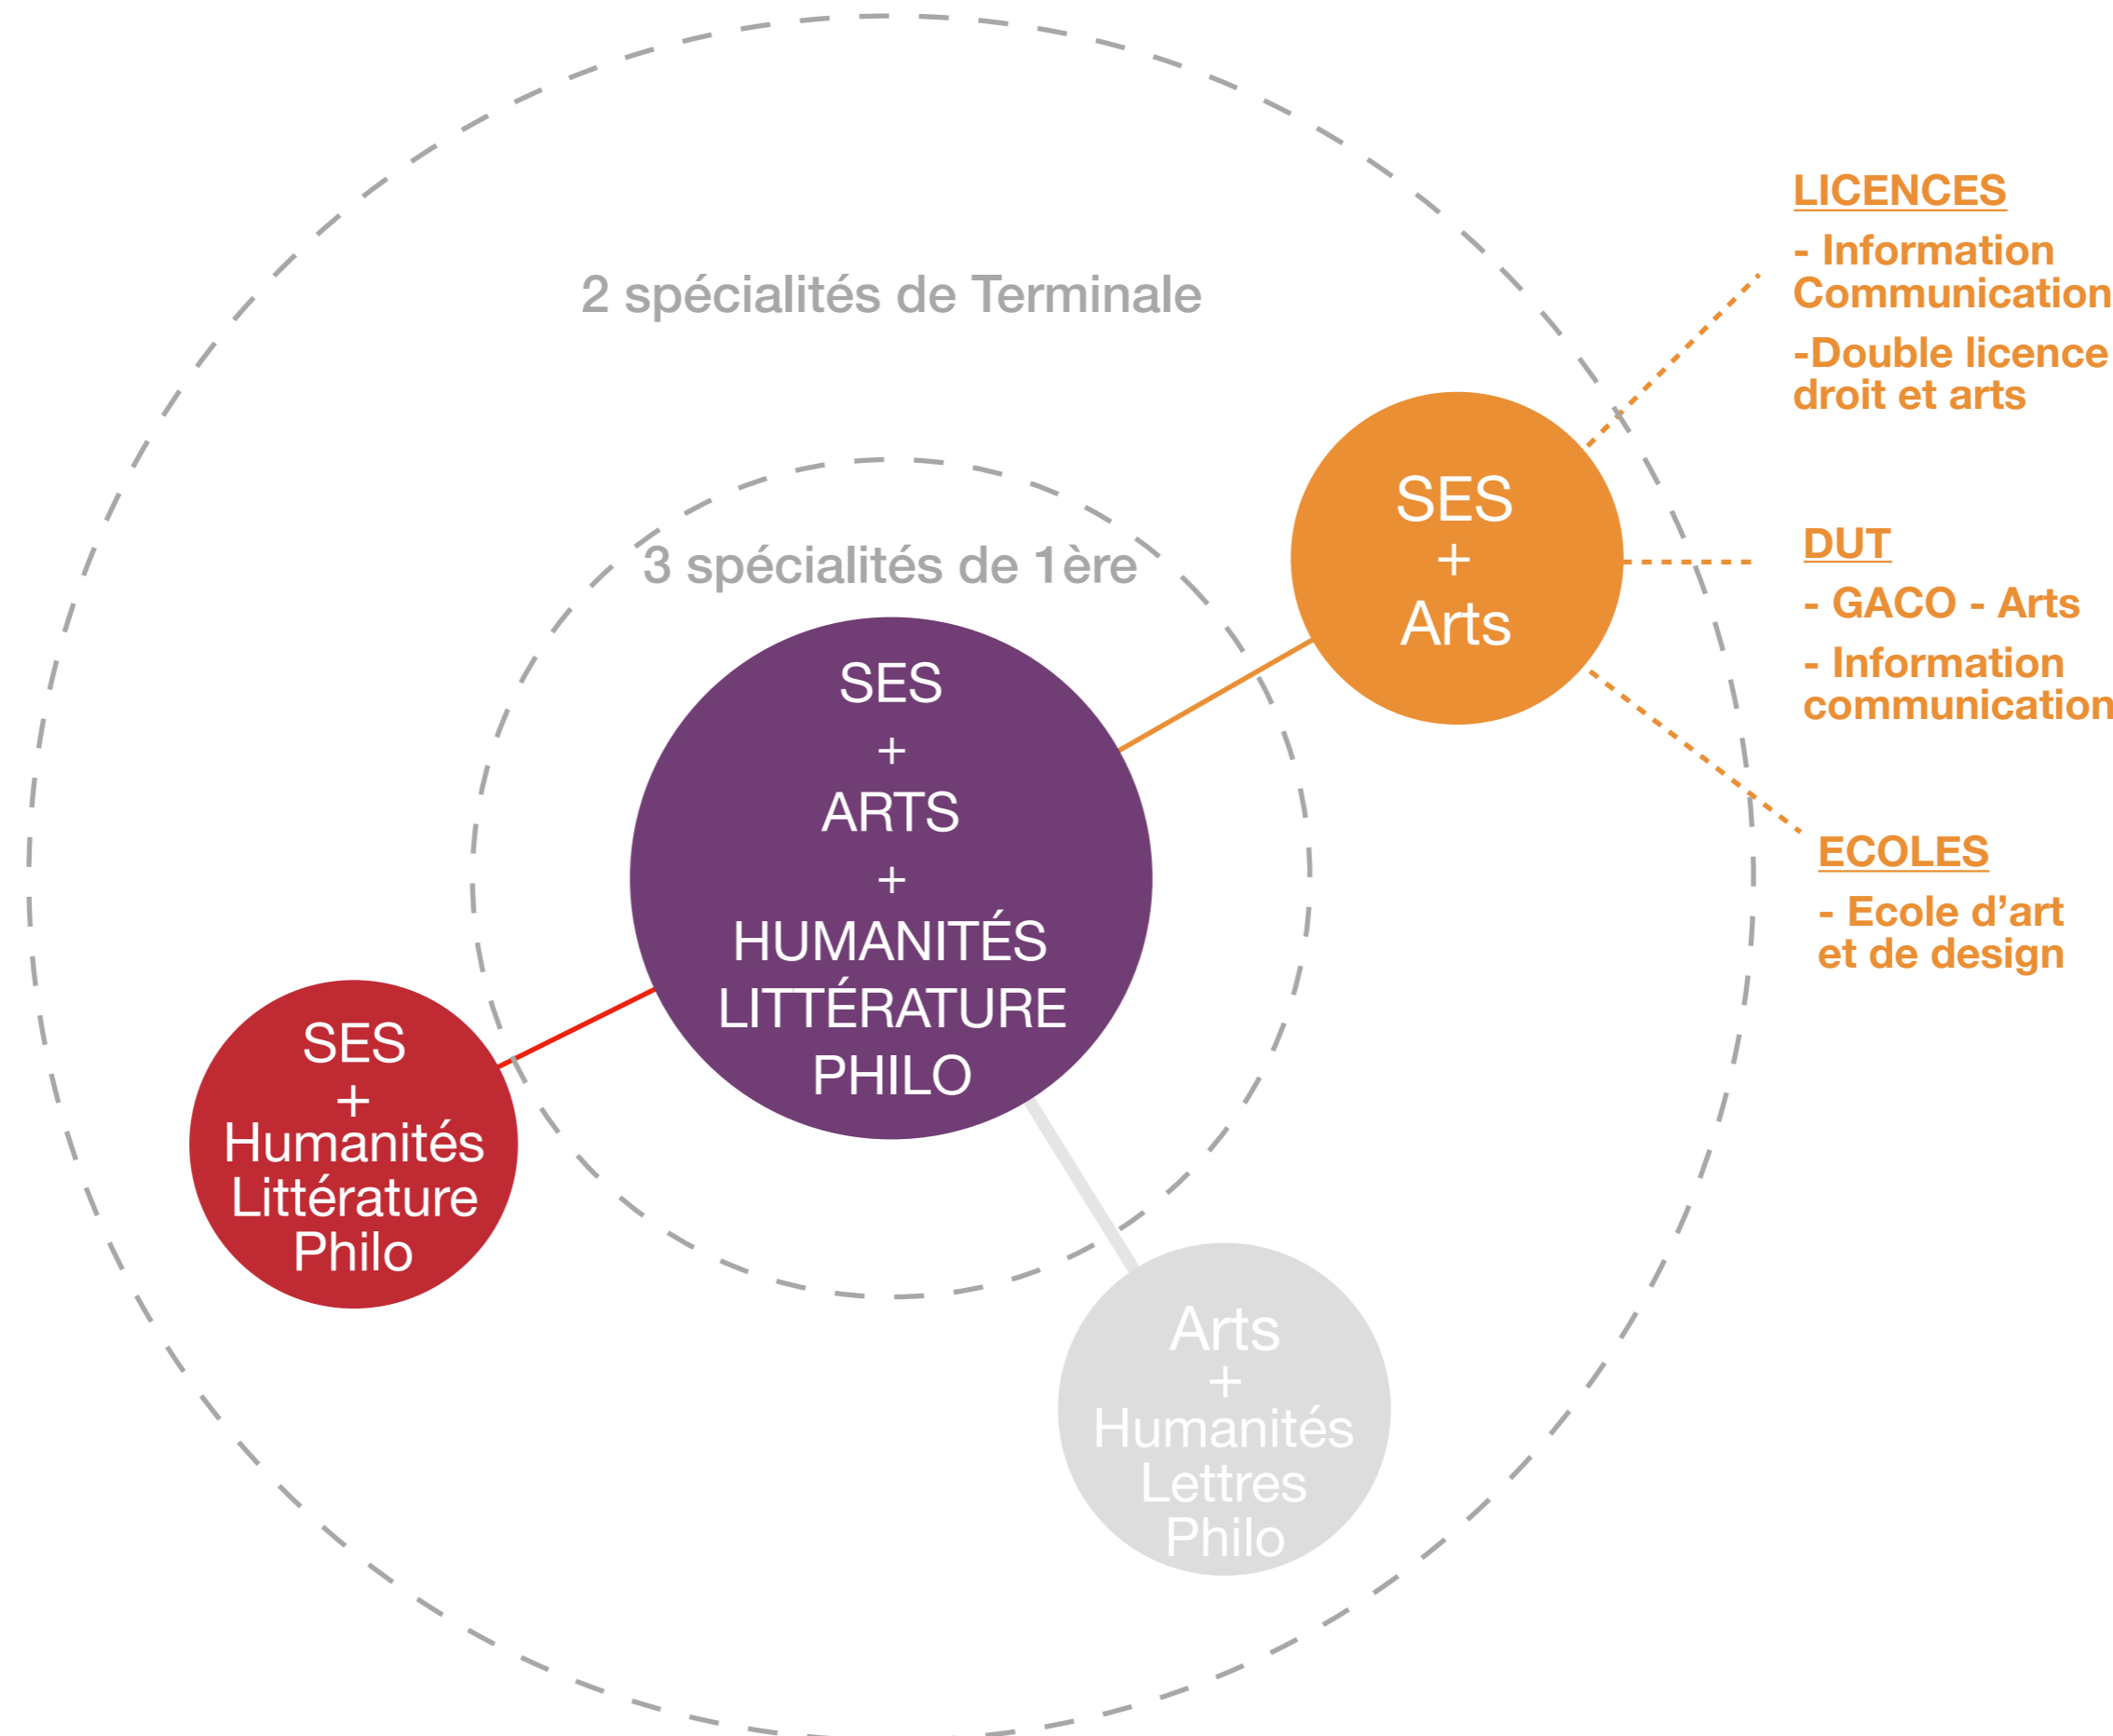 2 spécialités de Terminale
3 spécialités de 1ère
SES
+
ARTS
+
HUMANITÉS
LITTÉRATURE
PHILO
SES
+
Arts
LICENCES
- Information
Communication
-Double licence
droit et arts
DUT
- GACO - Arts
- Information
communication
ECOLES
- Ecole d’art
et de design
SES
+
Humanités
Littérature
Philo
Arts
+
Humanités
Lettres
Philo